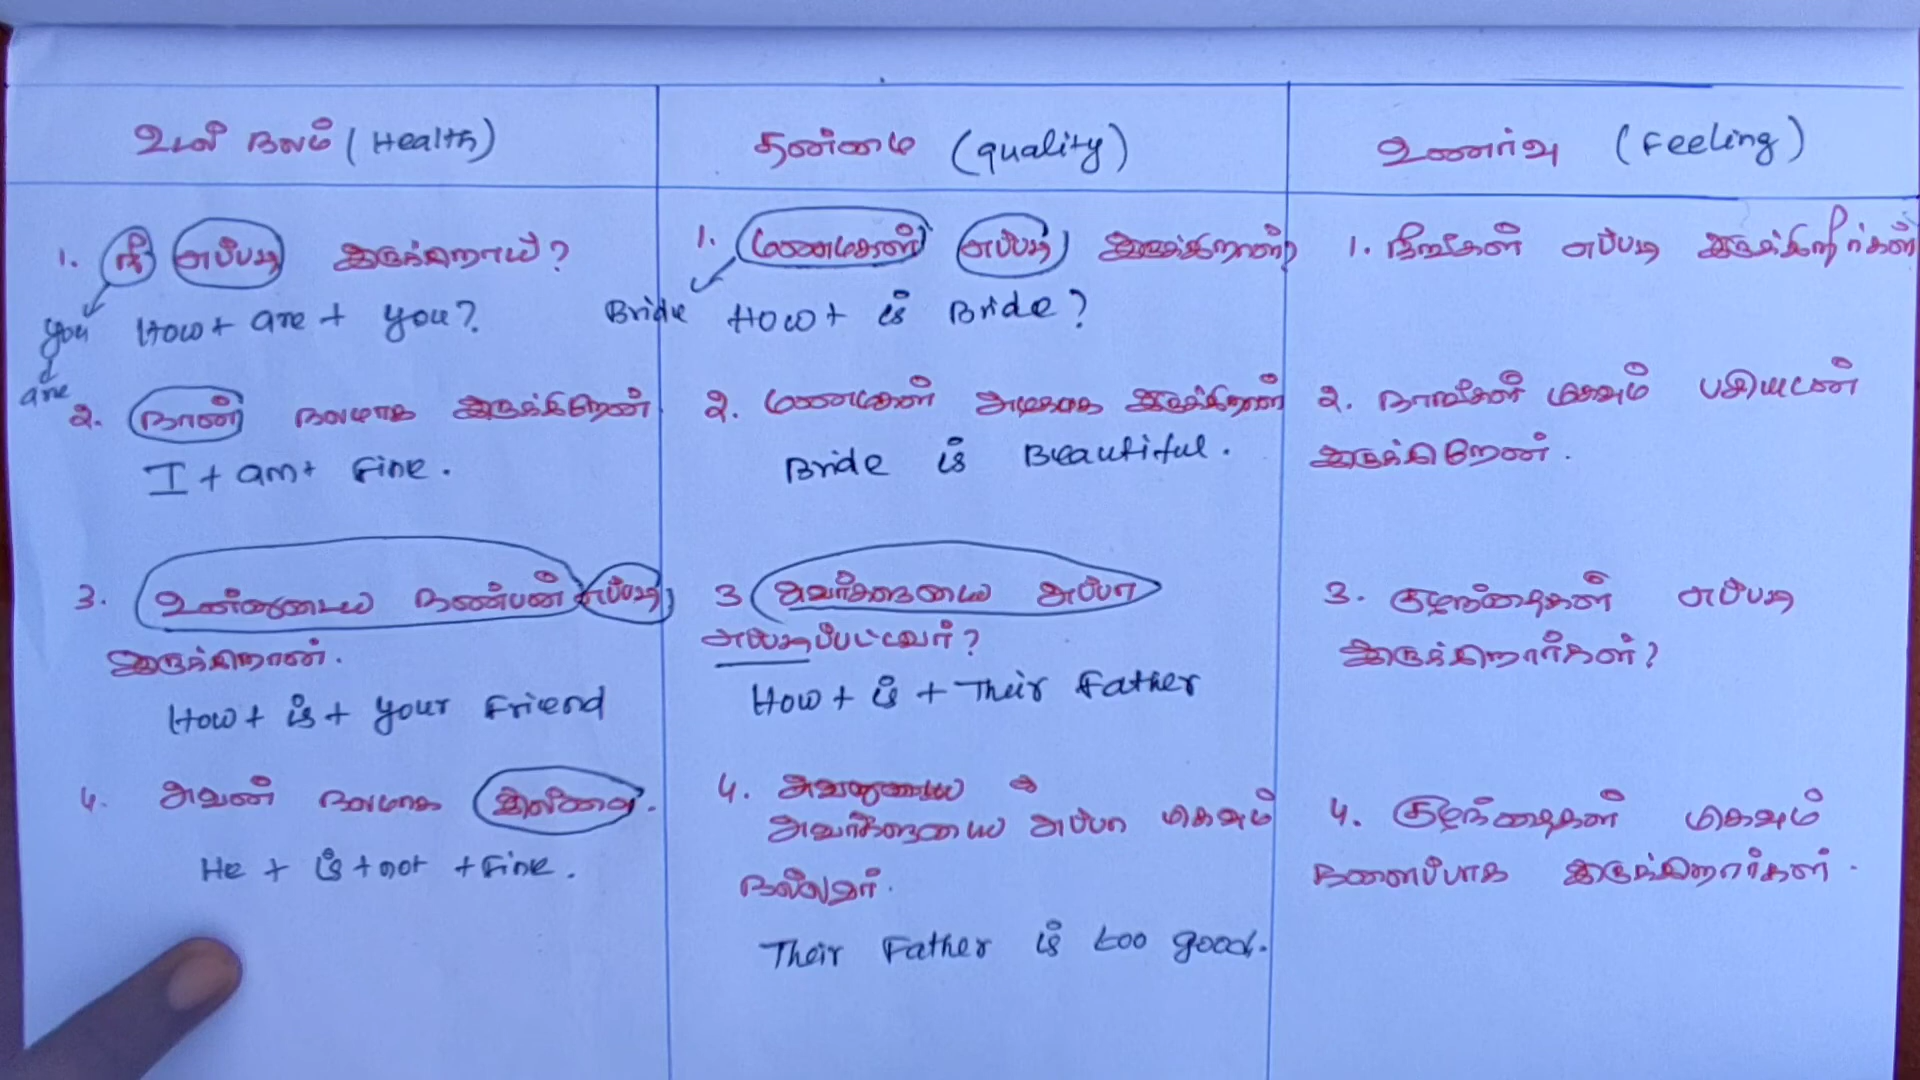 உடல் நலம் (Health)
1. நீ எப்படி இருக்கிறாய்?
you How + are + you?
are
2. நான் நலமாக இருக்கிறேன்
I + am + Fine.
3. உன்னுடைய நண்பன் எப்படி
இருக்கிறான்.
How + is + your Friend
4. அவன் நலமாக இல்லை.
He + is + not + Fine.
தன்மை (quality)
1. மணமகள் எப்படி இருக்கிறாள்?
Bride How + is Bride?
2. மணமகள் அழகாக இருக்கிறாள்
Bride is Beautiful.
3 அவர்களுடைய அப்பா
எப்படிப்பட்டவர்?
How + is + Their Father
4. அவனுடைய அ
அவர்களுடைய அப்பா மிகவும்
நல்லவர்.
Their Father is too good.
உணர்வு (Feeling)
1. நீங்கள் எப்படி இருக்கிறீர்கள்
2. நாங்கள் மிகவும் பசியுடன்
இருக்கிறேன்.
3. குழந்தைகள் எப்படி
இருக்கிறார்கள்?
4. குழந்தைகள் மிகவும்
களைப்பாக இருக்கிறார்கள்.